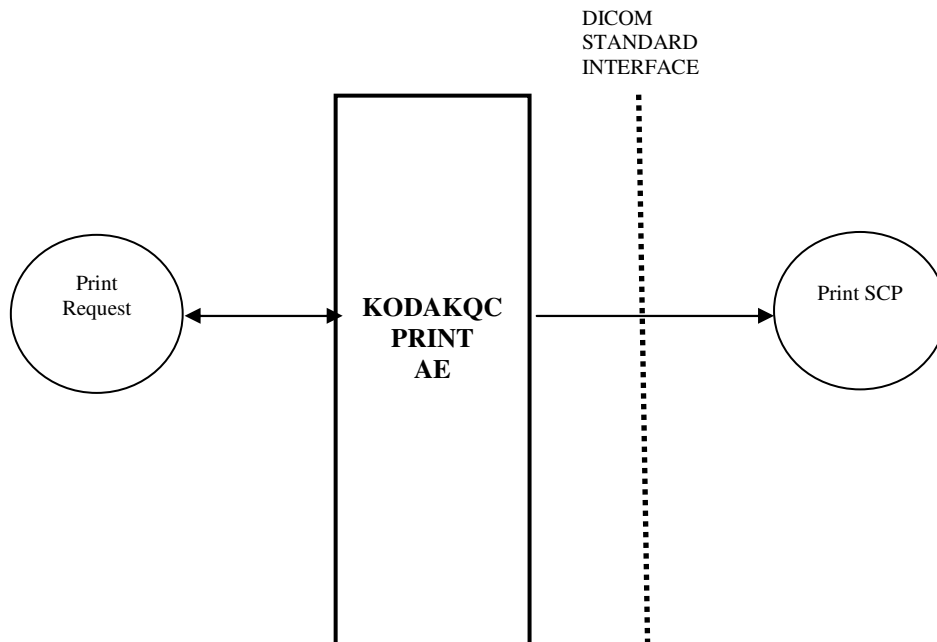 DICOM
STANDARD
INTERFACE
Print
Request
KODAKQC
PRINT
AE
Print SCP